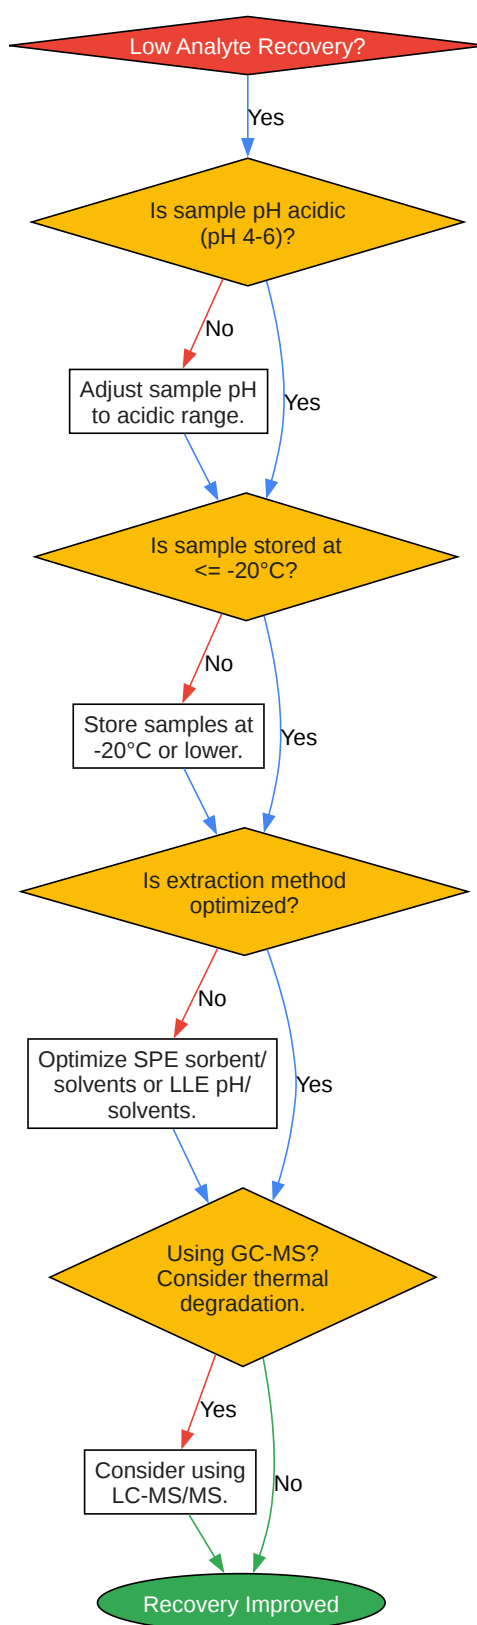 Low Analyte Recovery?
Yes
Is sample pH acidic
(pH 4-6)?
No
Adjust sample pH
to acidic range.
Yes
Is sample stored at
<= -20°C?
No
Store samples at
-20°C or lower.
Yes
Is extraction method
optimized?
No
Optimize SPE sorbent/
solvents or LLE pH/
solvents.
Yes
Using GC-MS?
Consider thermal
degradation.
Yes
Consider using
LC-MS/MS.
No
Recovery Improved